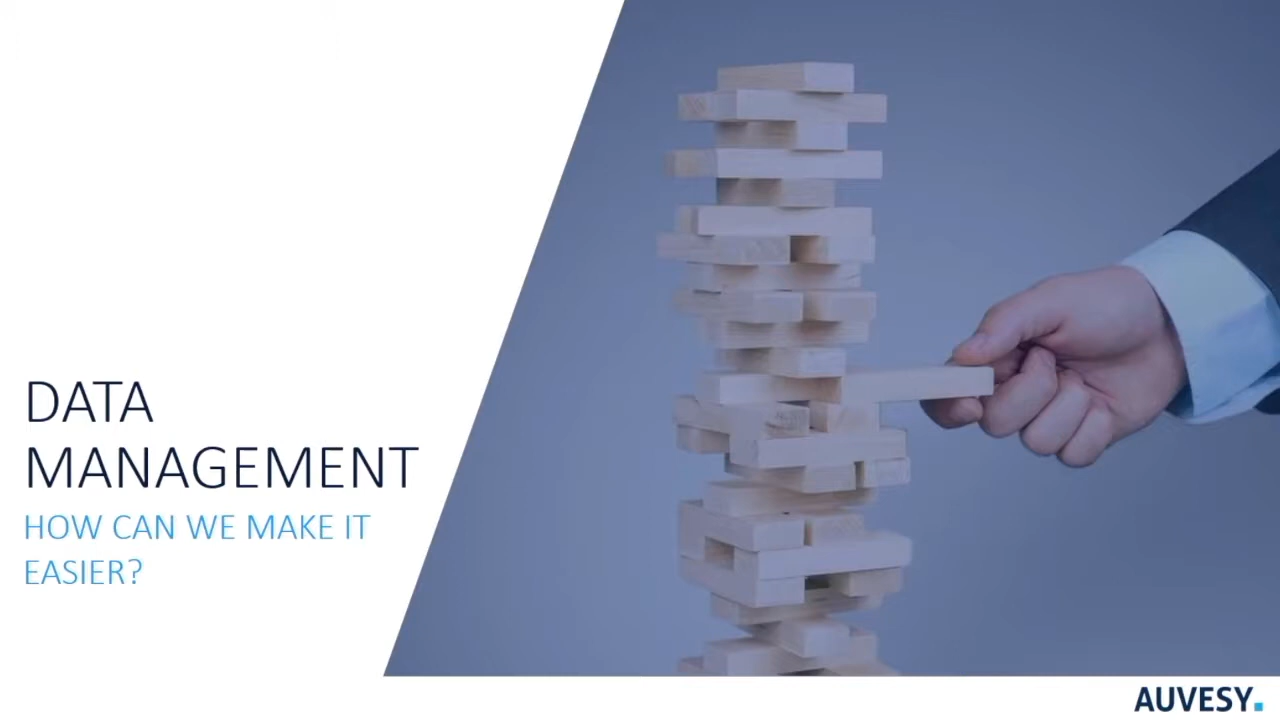 DATA
MANAGEMENT
HOW CAN WE MAKE IT
EASIER?
AUVESY.